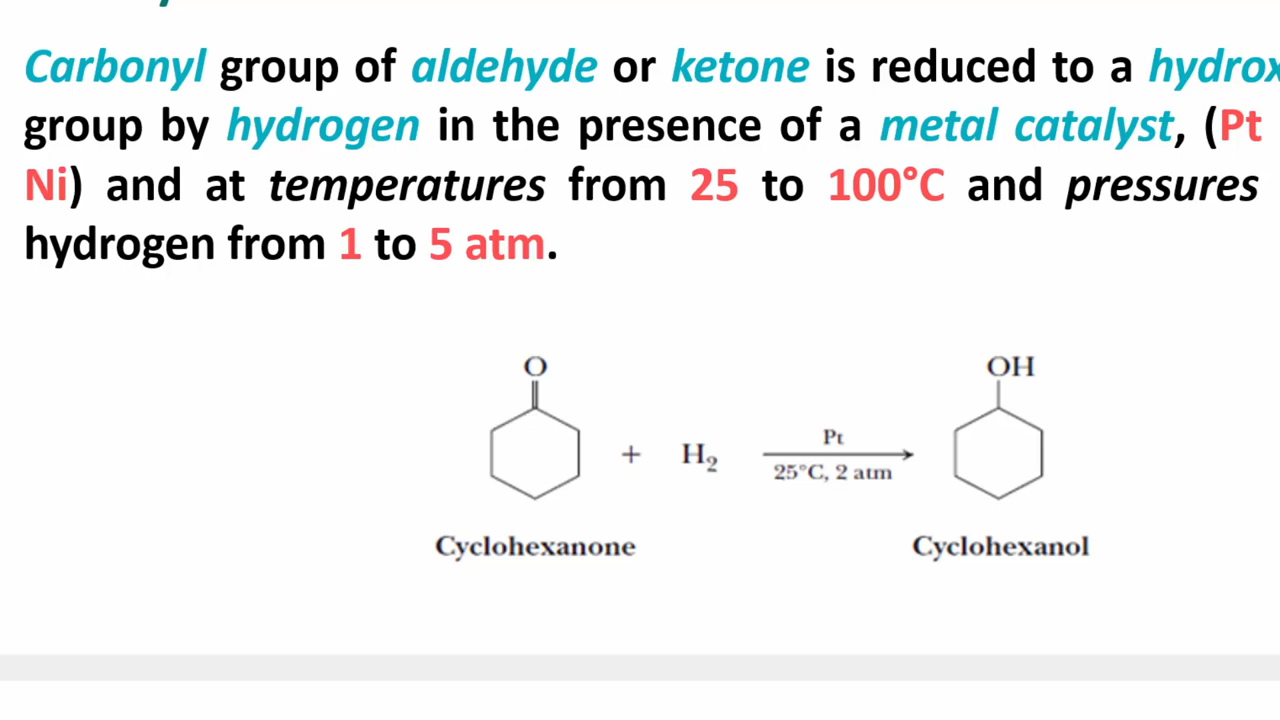 Carbonyl group of aldehyde or ketone is reduced to a
group by hydrogen in the presence of a metal catalyst, (Pt
Ni) and at temperatures from 25 to 100°C and pressures
hydrogen from 1 to 5 atm.
O
OH
+ H₂
Pt
25°C, 2 atm
Cyclohexanone
Cyclohexanol